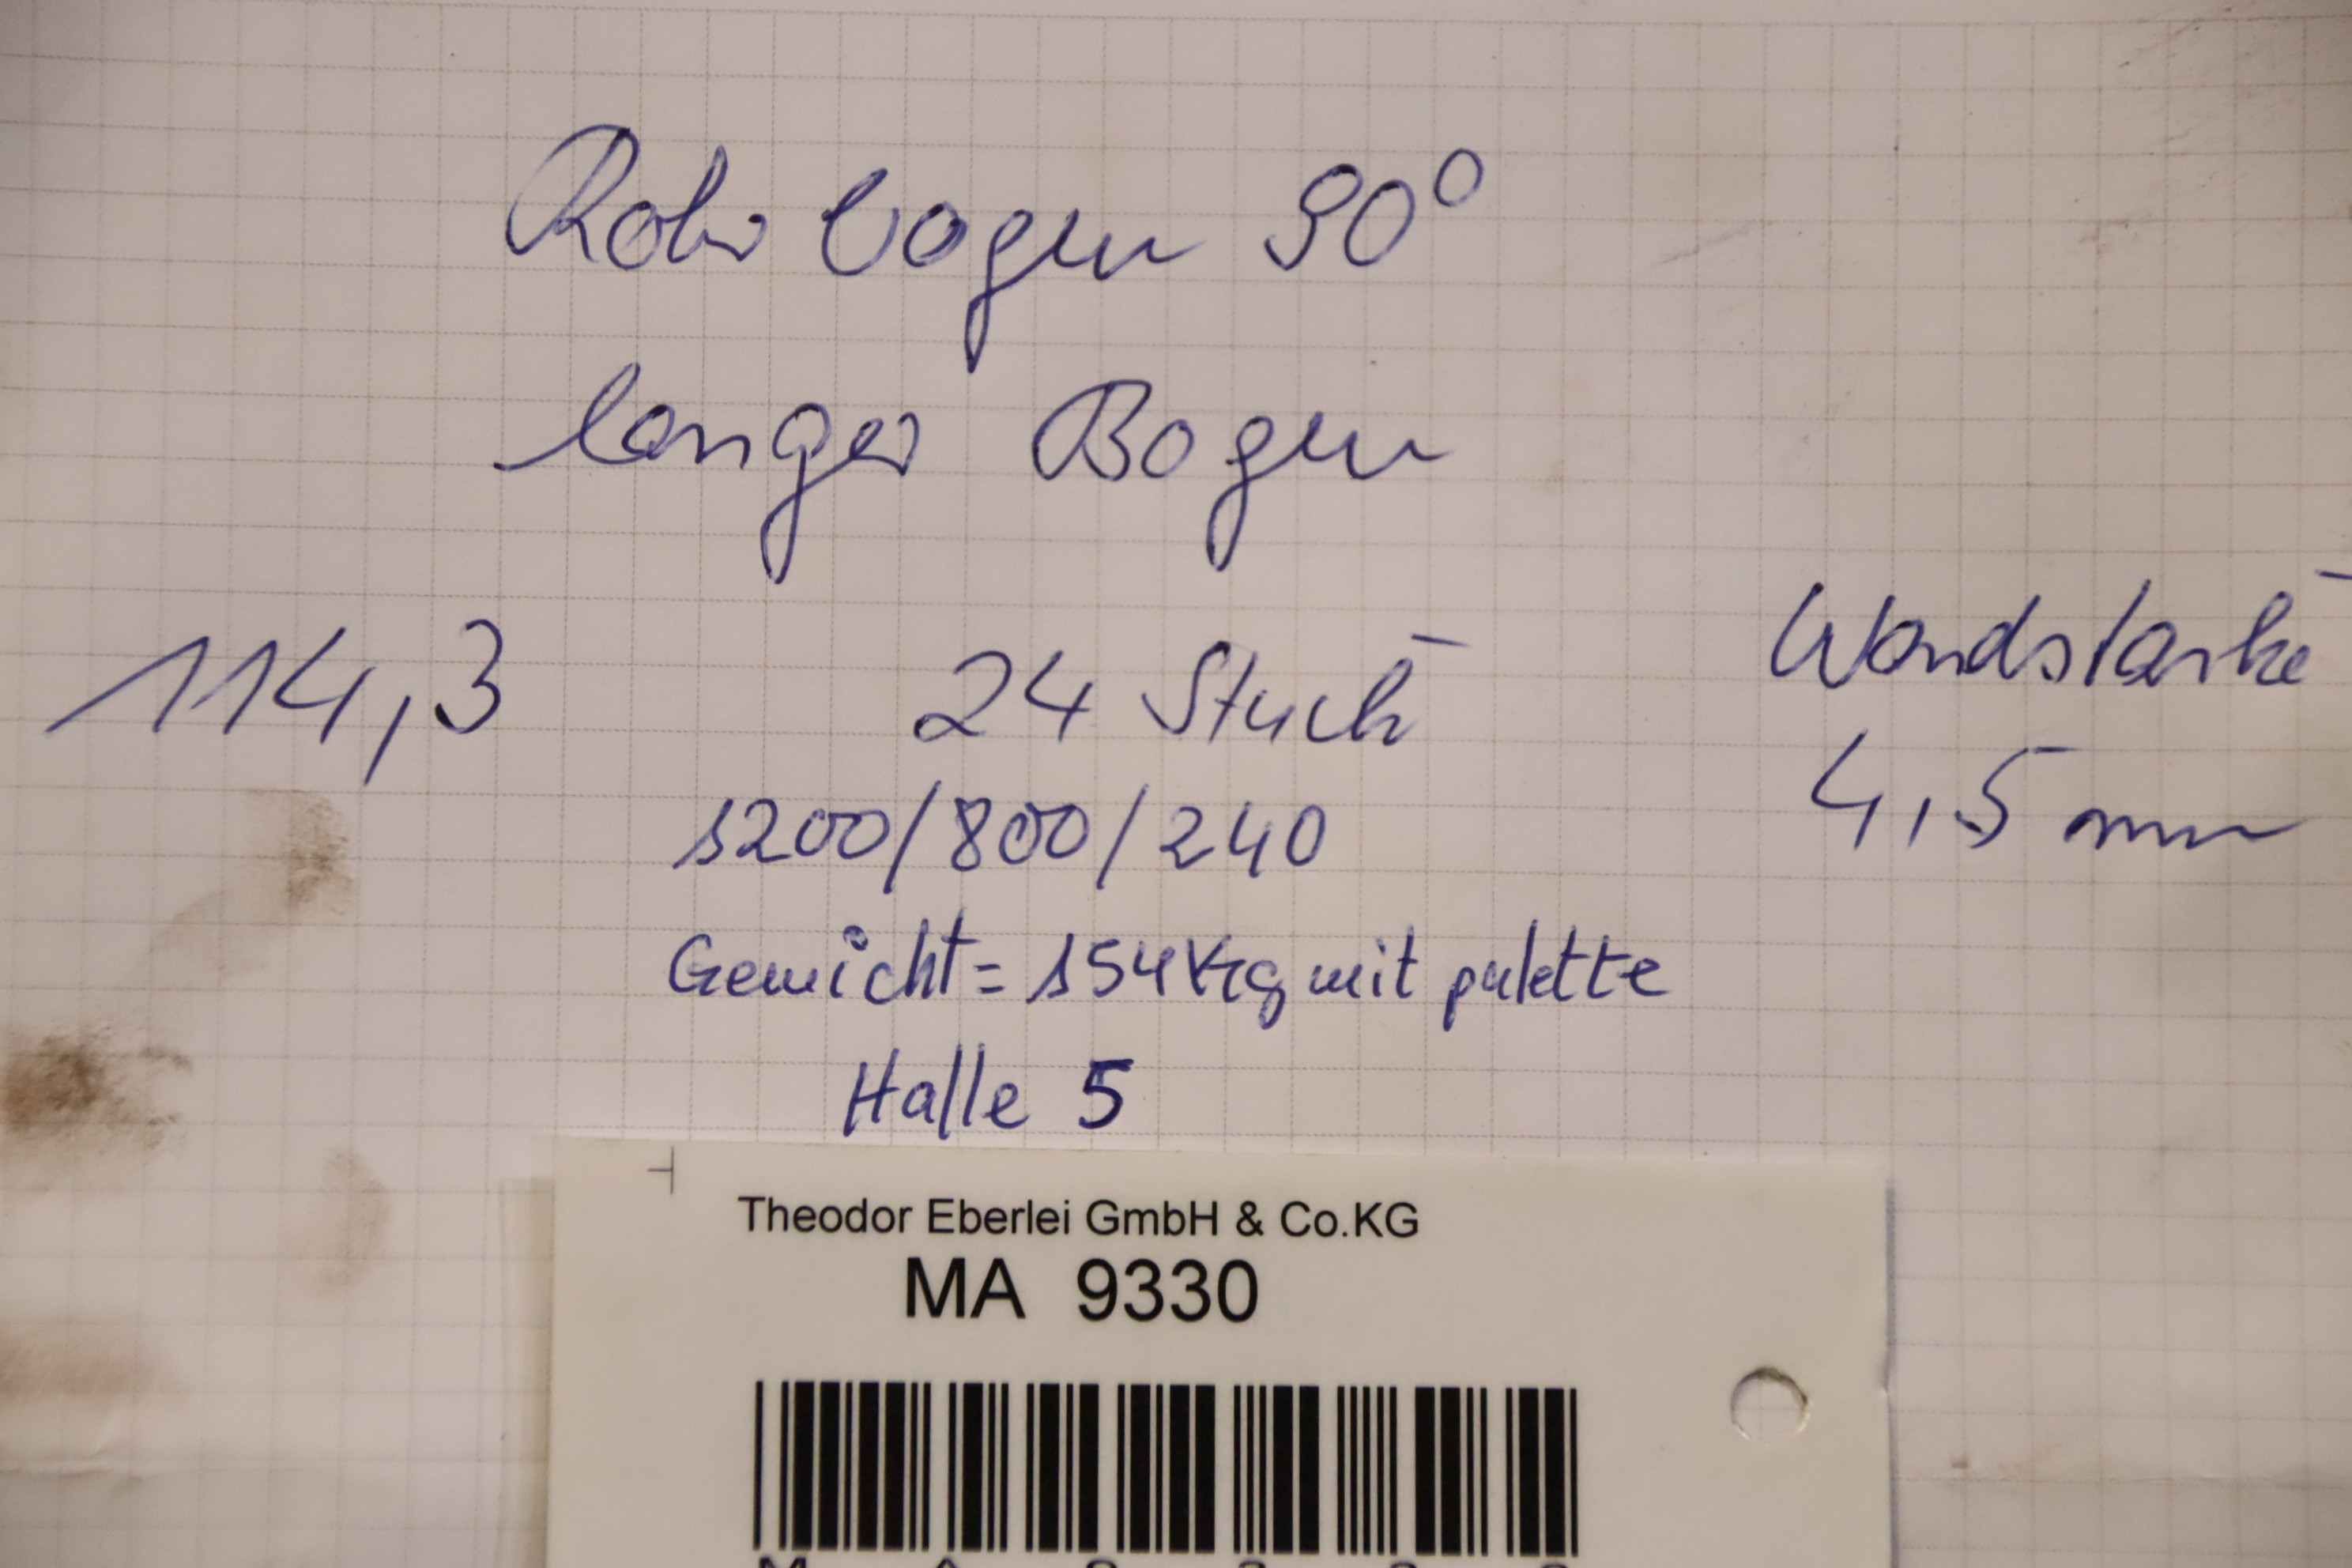 Rohrbogen 90°
langer Bogen
114,3
24 Stück
Wandstärke
4,5 mm
1200/800/240
Gewicht = 154 Kg mit palette
Halle 5
Theodor Eberlei GmbH & Co.KG
MA 9330